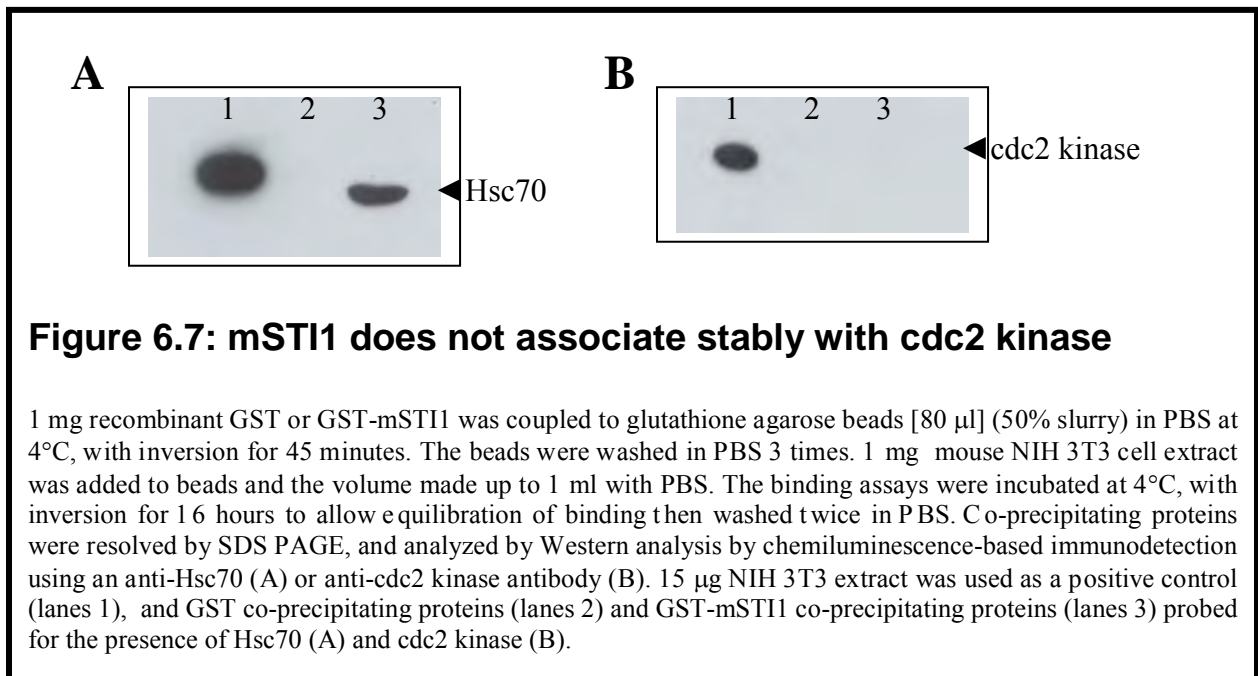 A
B
1 2 3
1 2 3
Hsc70
cdc2 kinase
Figure 6.7: mSTI1 does not associate stably with cdc2 kinase
1 mg recombinant GST or GST-mSTI1 was coupled to glutathione agarose beads [80 μl] (50% slurry) in PBS at
4°C, with inversion for 45 minutes. The beads were washed in PBS 3 times. 1 mg mouse NIH 3T3 cell extract
was added to beads and the volume made up to 1 ml with PBS. The binding assays were incubated at 4°C, with
inversion for 16 hours to allow equilibration of binding then washed twice in PBS. Co-precipitating proteins
were resolved by SDS PAGE, and analyzed by Western analysis by chemiluminescence-based immunodetection
using an anti-Hsc70 (A) or anti-cdc2 kinase antibody (B). 15 μg NIH 3T3 extract was used as a positive control
(lanes 1), and GST co-precipitating proteins (lanes 2) and GST-mSTI1 co-precipitating proteins (lanes 3) probed
for the presence of Hsc70 (A) and cdc2 kinase (B).